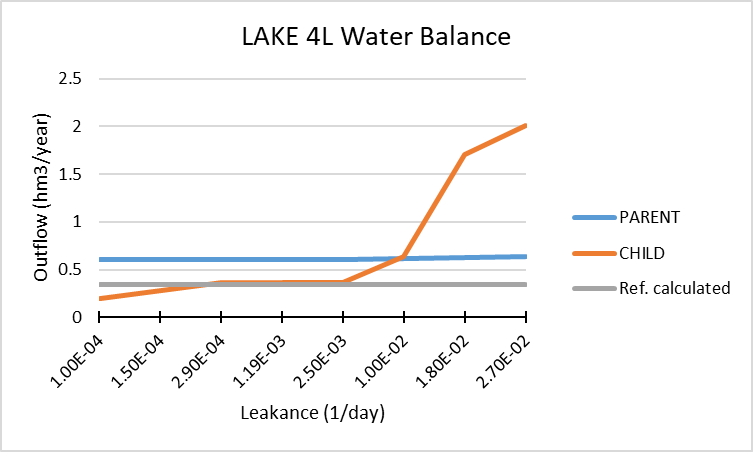 LAKE 4L Water Balance
Outflow (hm3/year)
2.5
2
1.5
1
0.5
0
1.00E-04
1.50E-04
2.90E-04
1.19E-03
2.50E-03
1.00E-02
1.80E-02
2.70E-02
Leakance (1/day)
PARENT
CHILD
Ref. calculated